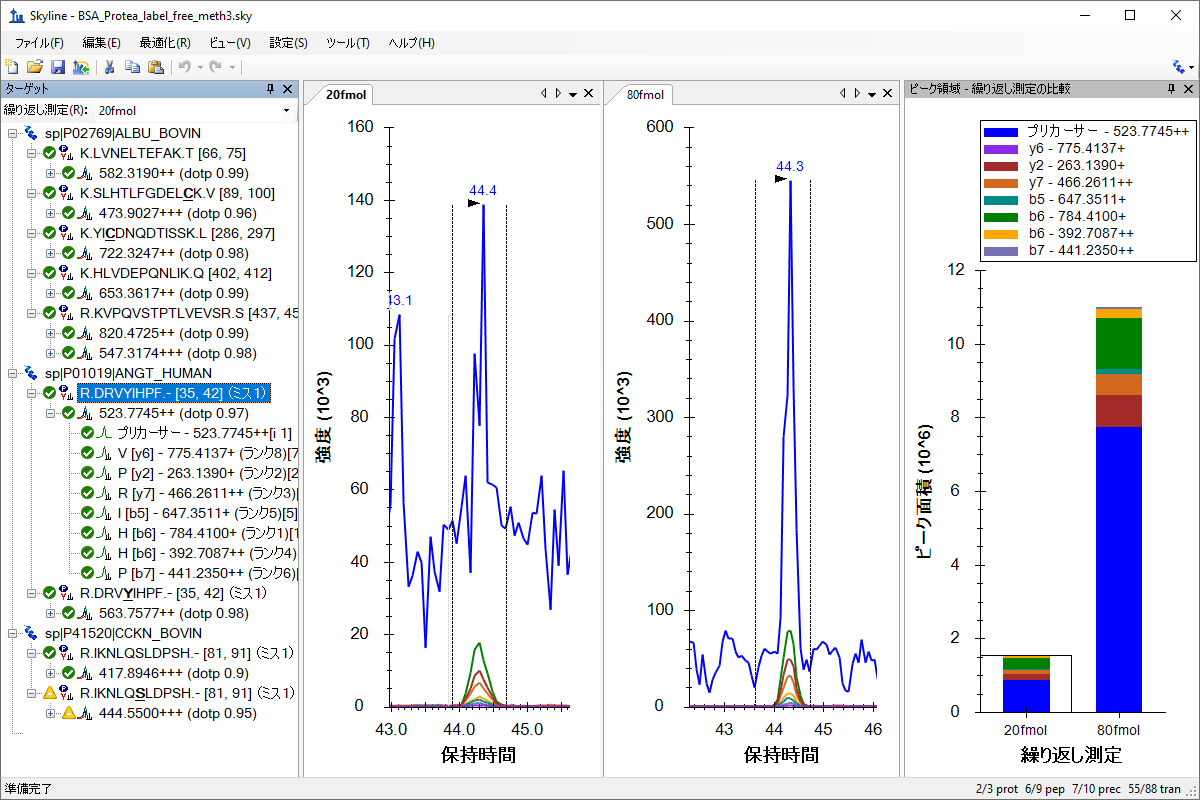 Skyline - BSA_Protea_label_free_meth3.sky
ファイル(F) 編集(E) 最適化(R) ビュー(V) 設定(S) ツール(T) ヘルプ(H)
ターゲット
繰り返し測定(R): 20fmol
sp|P02769|ALBU_BOVIN
K.LVNELTEFAK.T [66, 75]
582.3190++ (dotp 0.99)
K.SLHTLFGDELCK.V [89, 100]
473.9027+++ (dotp 0.96)
K.YICDNQDTISSK.L [286, 297]
722.3247++ (dotp 0.98)
K.HLVDEPQNLIK.Q [402, 412]
653.3617++ (dotp 0.99)
R.KVPQVSTPTLVEVSR.S [437, 45
820.4725++ (dotp 0.99)
547.3174+++ (dotp 0.98)
sp|P01019|ANGT_HUMAN
R.DRVYIHPF.- [35, 42] (ミス1)
523.7745++ (dotp 0.97)
プリカーサー - 523.7745++[i 1]
V [y6] - 775.4137+ (ランク8)[7
P [y2] - 263.1390+ (ランク2)[2
R [y7] - 466.2611++ (ランク3)[
I [b5] - 647.3511+ (ランク5)[5]
H [b6] - 784.4100+ (ランク1)[1
H [b6] - 392.7087++ (ランク4)
P [b7] - 441.2350++ (ランク6)[
R.DRVYIHPF.- [35, 42] (ミス1)
563.7577++ (dotp 0.98)
sp|P41520|CCKN_BOVIN
R.IKNLQSLDPSH.- [81, 91] (ミス1)
417.8946+++ (dotp 0.9)
R.IKNLQSLDPSH.- [81, 91] (ミス1)
444.5500+++ (dotp 0.95)
20fmol
160
140
120
100
80
60
40
20
0
強度 (10^3)
43.1
44.4
43.0 44.0 45.0
保持時間
80fmol
600
500
400
300
200
100
0
強度 (10^3)
44.3
43 44 45 46
保持時間
ピーク領域 - 繰り返し測定の比較
プリカーサー - 523.7745++
y6 - 775.4137+
y2 - 263.1390+
y7 - 466.2611++
b5 - 647.3511+
b6 - 784.4100+
b6 - 392.7087++
b7 - 441.2350++
12
10
8
6
4
2
0
ピーク面積 (10^6)
20fmol 80fmol
繰り返し測定
準備完了 2/3 prot 6/9 pep 7/10 prec 55/88 tran